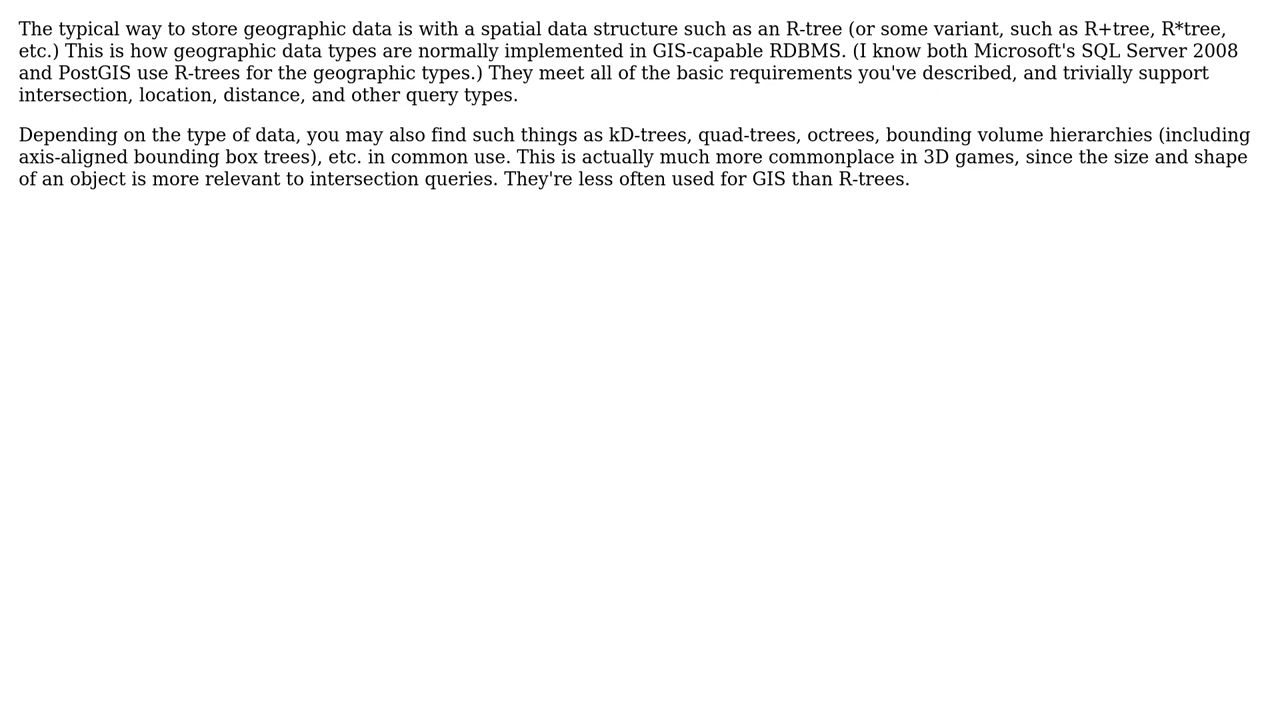 The typical way to store geographic data is with a spatial data structure such as an R-tree (or some variant, such as R+tree, R*tree,
etc.) This is how geographic data types are normally implemented in GIS-capable RDBMS. (I know both Microsoft's SQL Server 2008
and PostGIS use R-trees for the geographic types.) They meet all of the basic requirements you've described, and trivially support
intersection, location, distance, and other query types.
Depending on the type of data, you may also find such things as kD-trees, quad-trees, octrees, bounding volume hierarchies (including
axis-aligned bounding box trees), etc. in common use. This is actually much more commonplace in 3D games, since the size and shape
of an object is more relevant to intersection queries. They're less often used for GIS than R-trees.